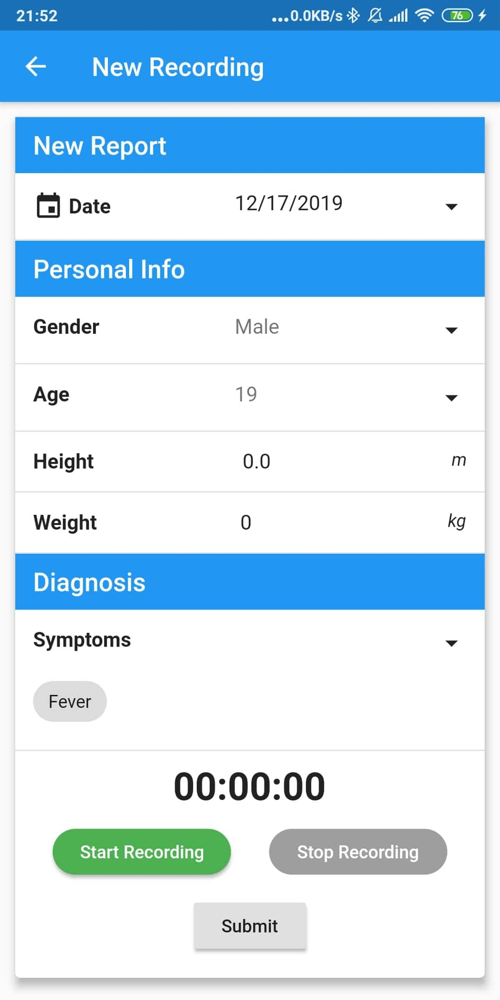 21:52 ...0.0KB/s 76
New Recording
New Report
Date 12/17/2019
Personal Info
Gender Male
Age 19
Height 0.0 m
Weight 0 kg
Diagnosis
Symptoms
Fever
00:00:00
Start Recording Stop Recording
Submit